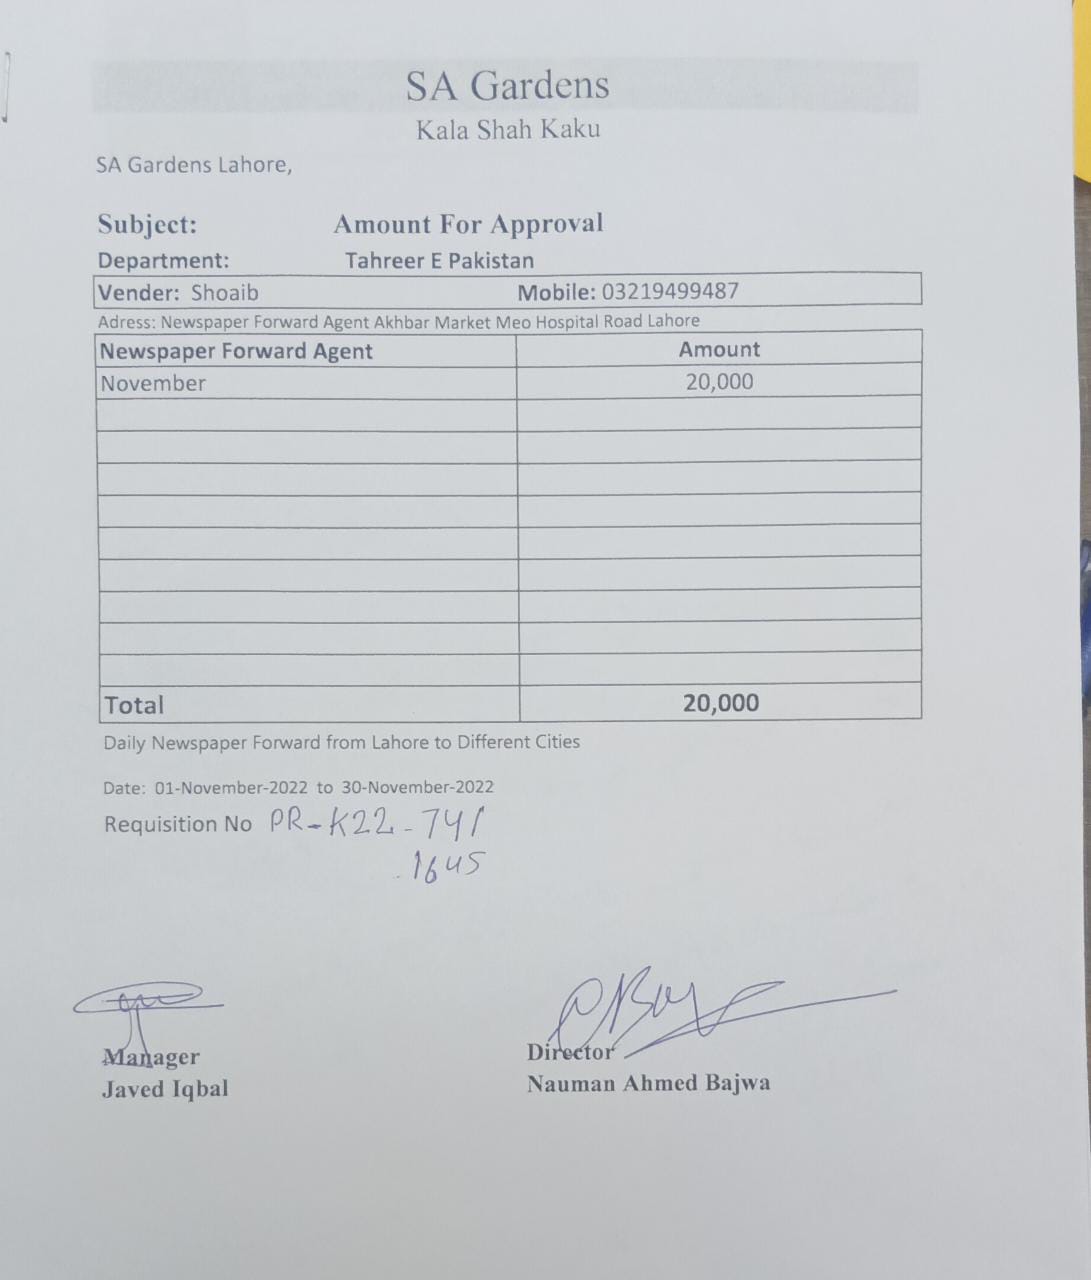 SA Gardens
Kala Shah Kaku
SA Gardens Lahore,
Subject: Amount For Approval
Department: Tahreer E Pakistan
Vender: Shoaib Mobile: 03219499487
Adress: Newspaper Forward Agent Akhbar Market Meo Hospital Road Lahore
Newspaper Forward Agent Amount
November 20,000
Total 20,000
Daily Newspaper Forward from Lahore to Different Cities
Date: 01-November-2022 to 30-November-2022
Requisition No PR-K22-741
1645
Manager Director
Javed Iqbal Nauman Ahmed Bajwa